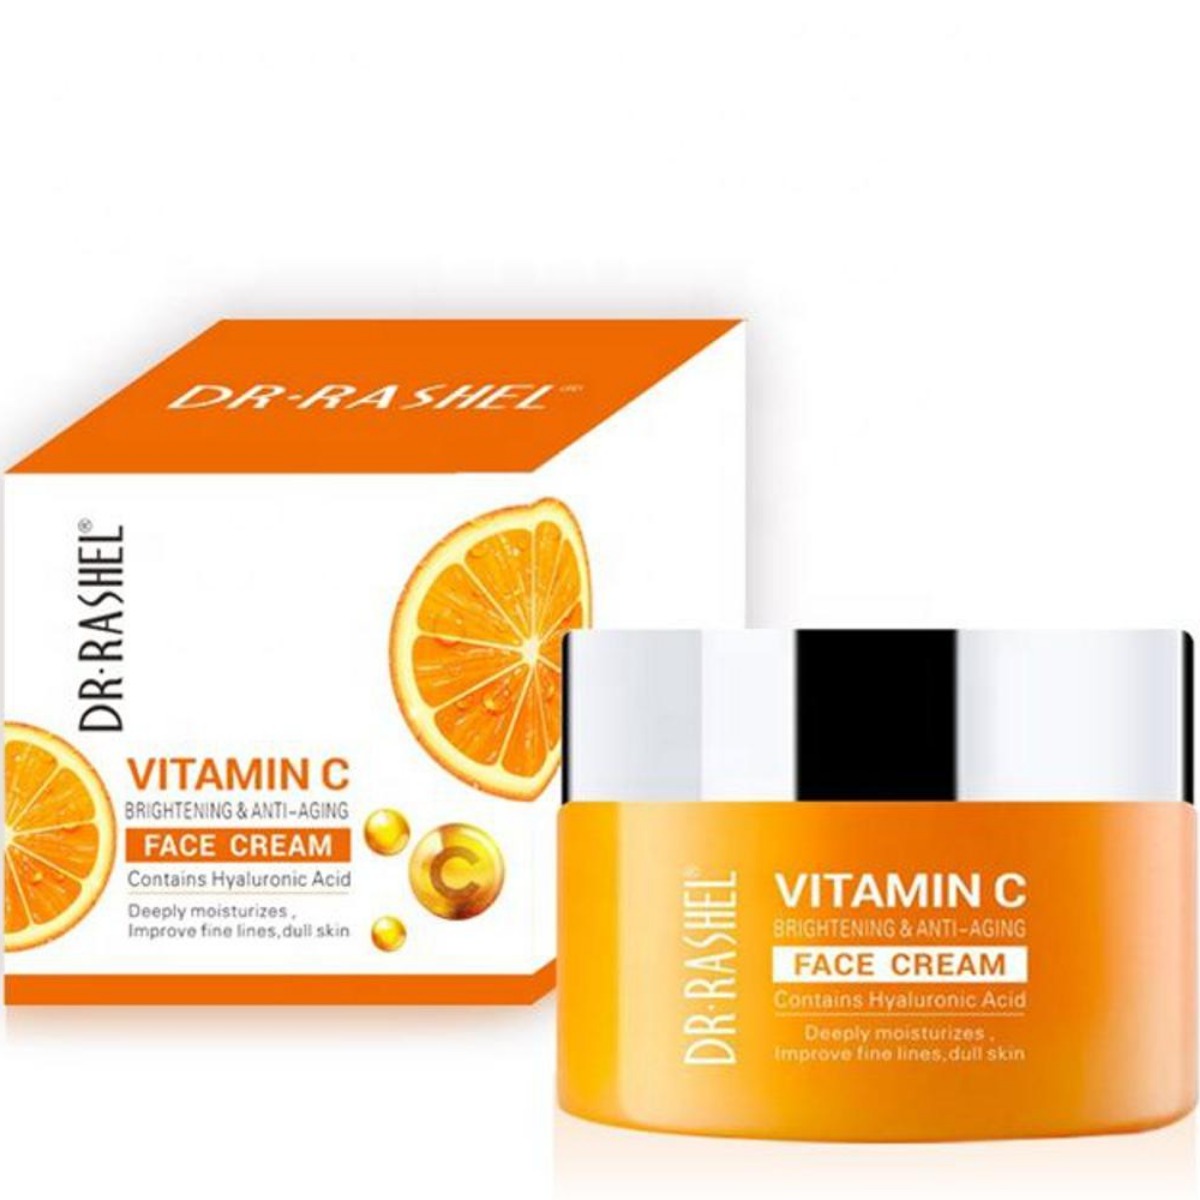 DR·RASHEL®
DR·RASHEL®
VITAMIN C
BRIGHTENING & ANTI-AGING
FACE CREAM
Contains Hyaluronic Acid
Deeply moisturizes ,
Improve fine lines,dull skin
C
DR·RASHEL®
VITAMIN C
BRIGHTENING & ANTI-AGING
FACE CREAM
Contains Hyaluronic Acid
Deeply moisturizes ,
Improve fine lines,dull skin